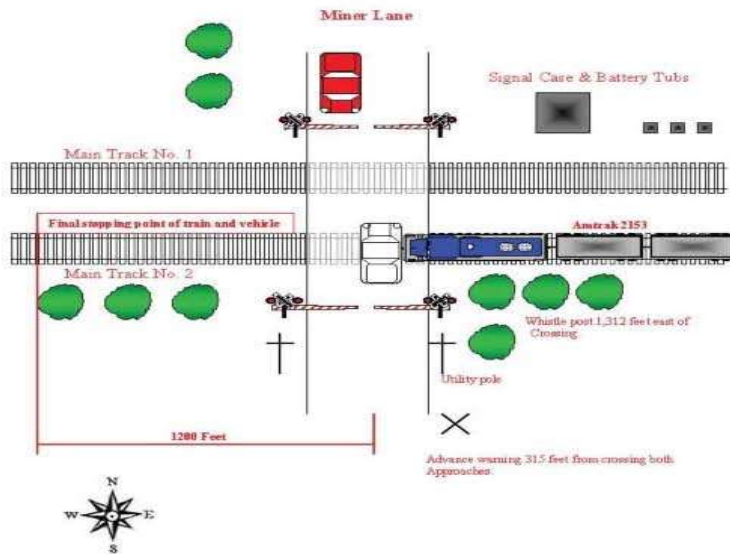 Miner Lane
Signal Case & Battery Tubs
Main Track No. 1
Final stopping point of train and vehicle
Amtrak 2153
Main Track No. 2
Whistle post 1,312 feet east of
Crossing
Utility pole
1200 Feet
Advance warning 315 feet from crossing both
Approaches.
N
W E
S